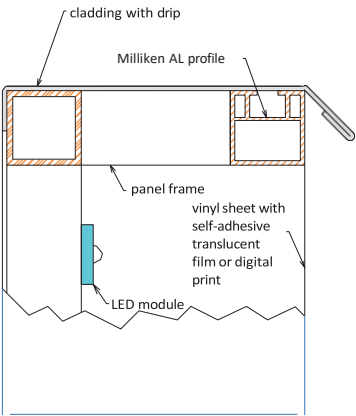 cladding with drip
Milliken AL profile
panel frame
vinyl sheet with
self-adhesive
translucent
film or digital
print
LED module